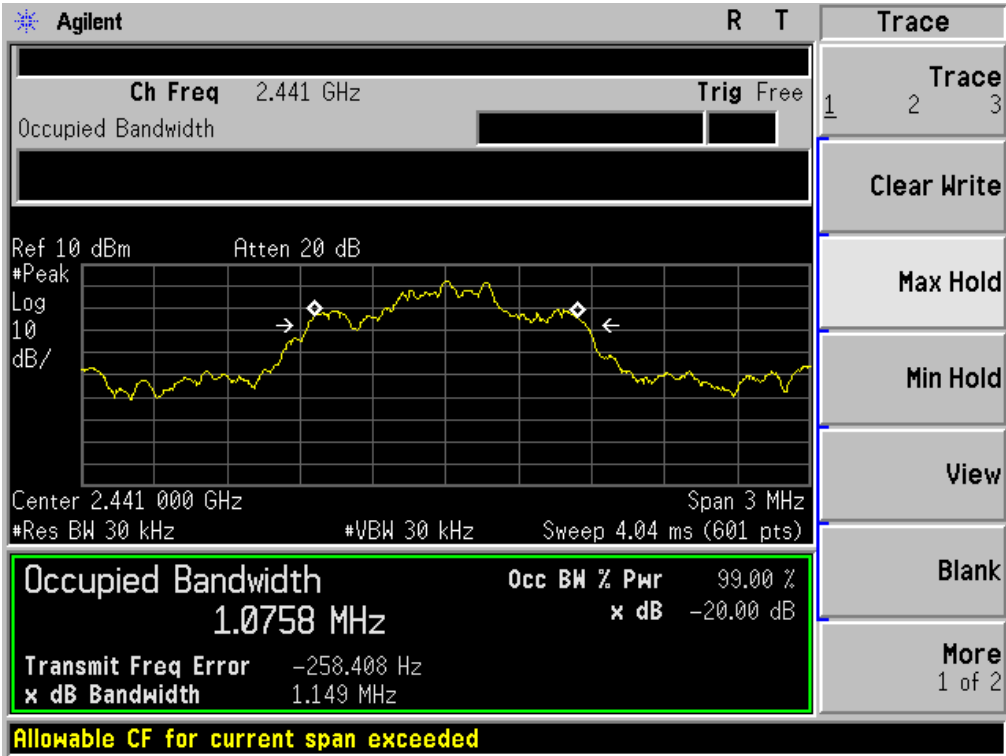 Agilent R T Trace
Ch Freq 2.441 GHz Trig Free
Occupied Bandwidth
Trace
1 2 3
Clear Write
Ref 10 dBm Atten 20 dB
#Peak
Log
10
dB/
Max Hold
Min Hold
View
Center 2.441 000 GHz Span 3 MHz
#Res BW 30 kHz #VBW 30 kHz Sweep 4.04 ms (601 pts)
Occupied Bandwidth
1.0758 MHz
Occ BW % Pwr 99.00 %
x dB -20.00 dB
Transmit Freq Error -258.408 Hz
x dB Bandwidth 1.149 MHz
Blank
More
1 of 2
Allowable CF for current span exceeded